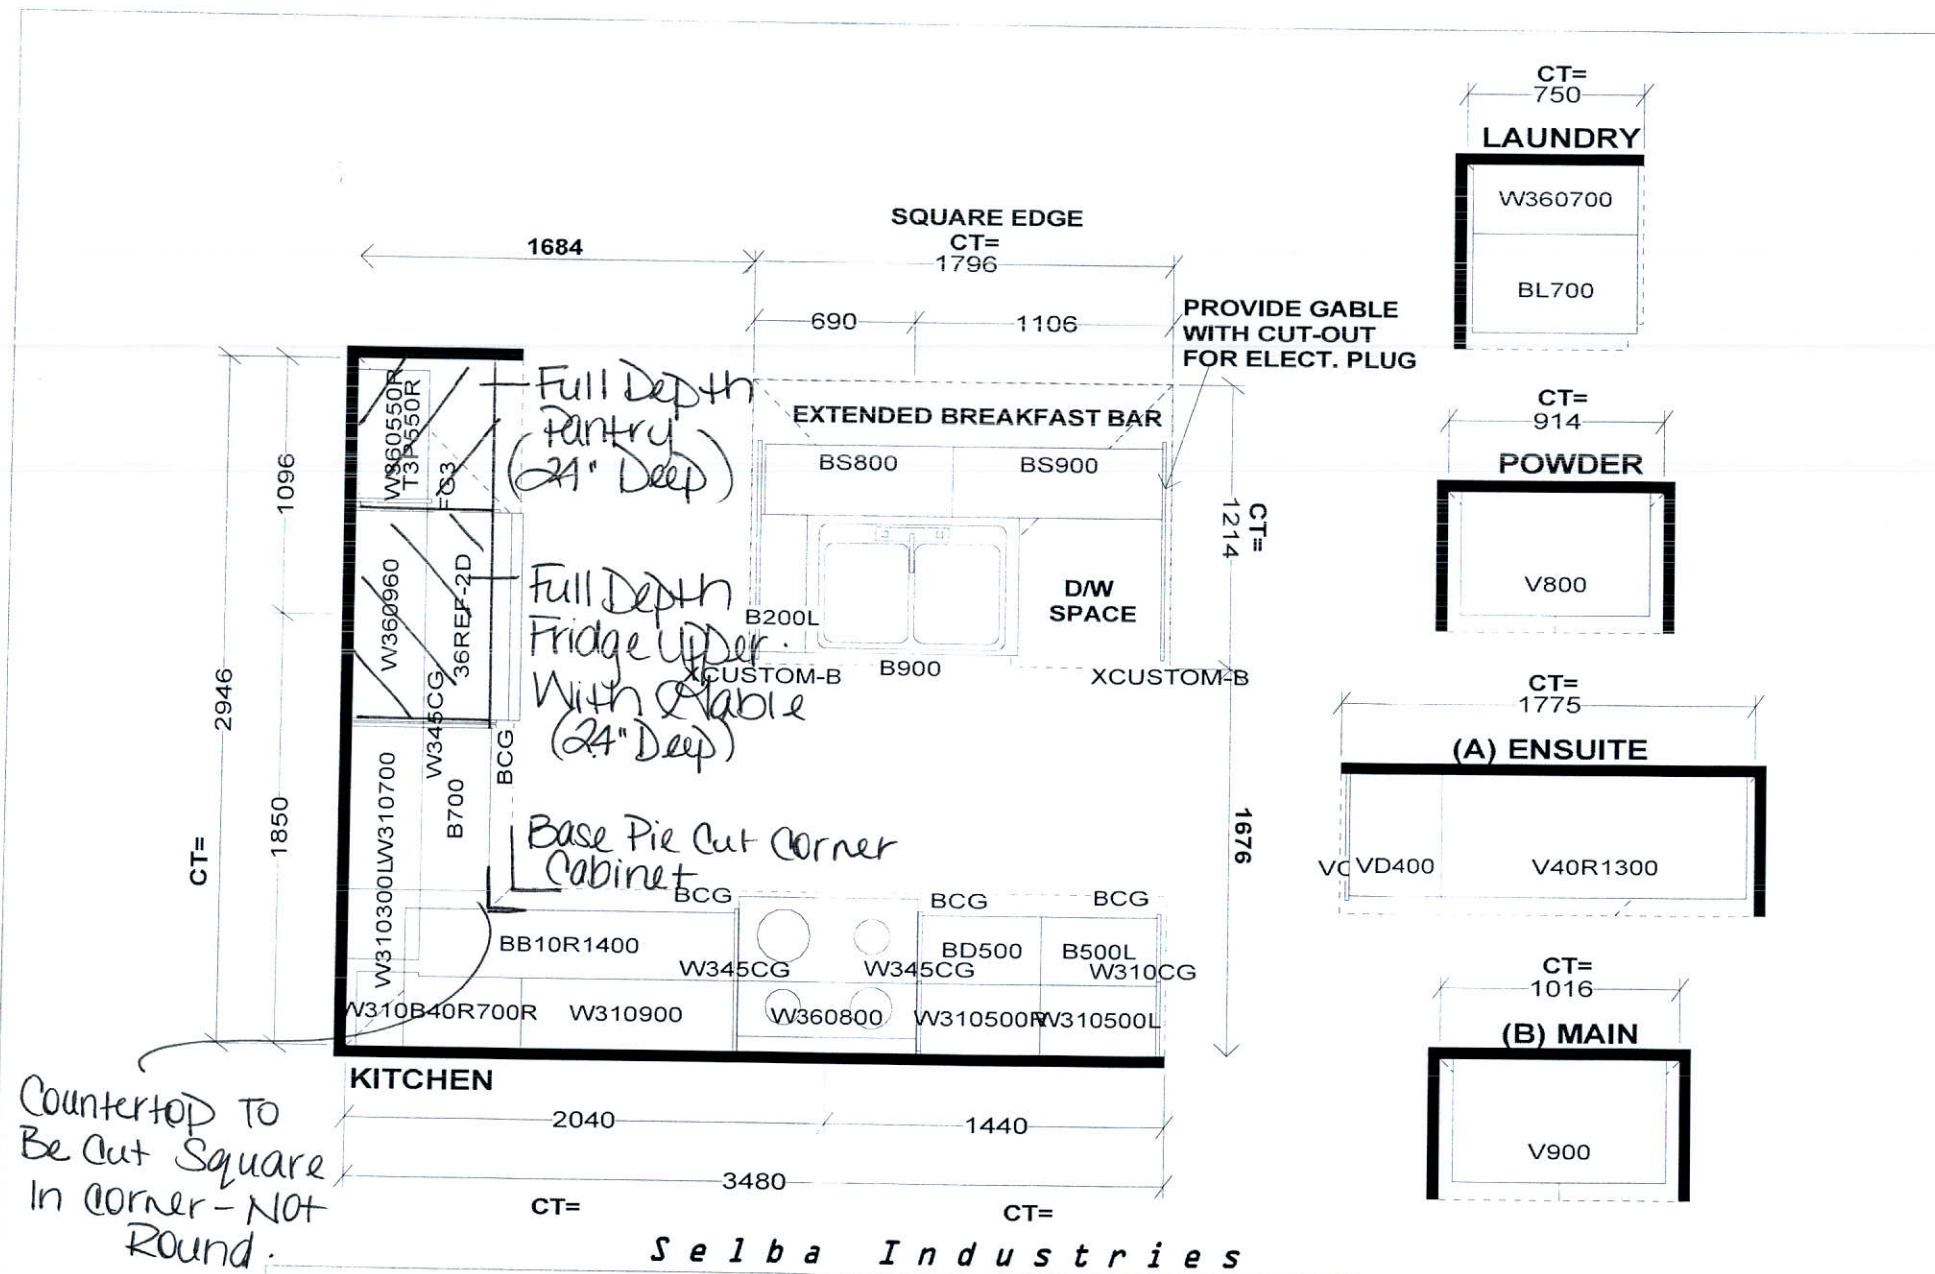 CT=
750
LAUNDRY
W360700
BL700
SQUARE EDGE
CT=
1796
1684
690
1106
PROVIDE GABLE
WITH CUT-OUT
FOR ELECT. PLUG
EXTENDED BREAKFAST BAR
BS800
BS900
D/W
SPACE
B200L
B900
XCUSTOM-B
XCUSTOM-B
CT=
1214
1676
CT=
914
POWDER
V800
CT=
1775
(A) ENSUITE
VD400
V40R1300
CT=
1016
(B) MAIN
V900
CT=
2946
1096
1850
W360550R
FG3
Full Depth
Pantry
(24" Deep)
W360960
36REF-2D
Full Depth
Fridge Upper
With Gable
(24" Deep)
W345CG
BCG
B700
W310300LW310700
Base Pie Cut Corner
Cabinet
BCG
BCG
BCG
BB10R1400
BD500
B500L
W345CG
W345CG
W310CG
W310B40R700R
W310900
W360800
W310500R
W310500L
KITCHEN
2040
1440
3480
CT=
CT=
Countertop To
Be Cut Square
In Corner - Not
Round.
Selba Industries